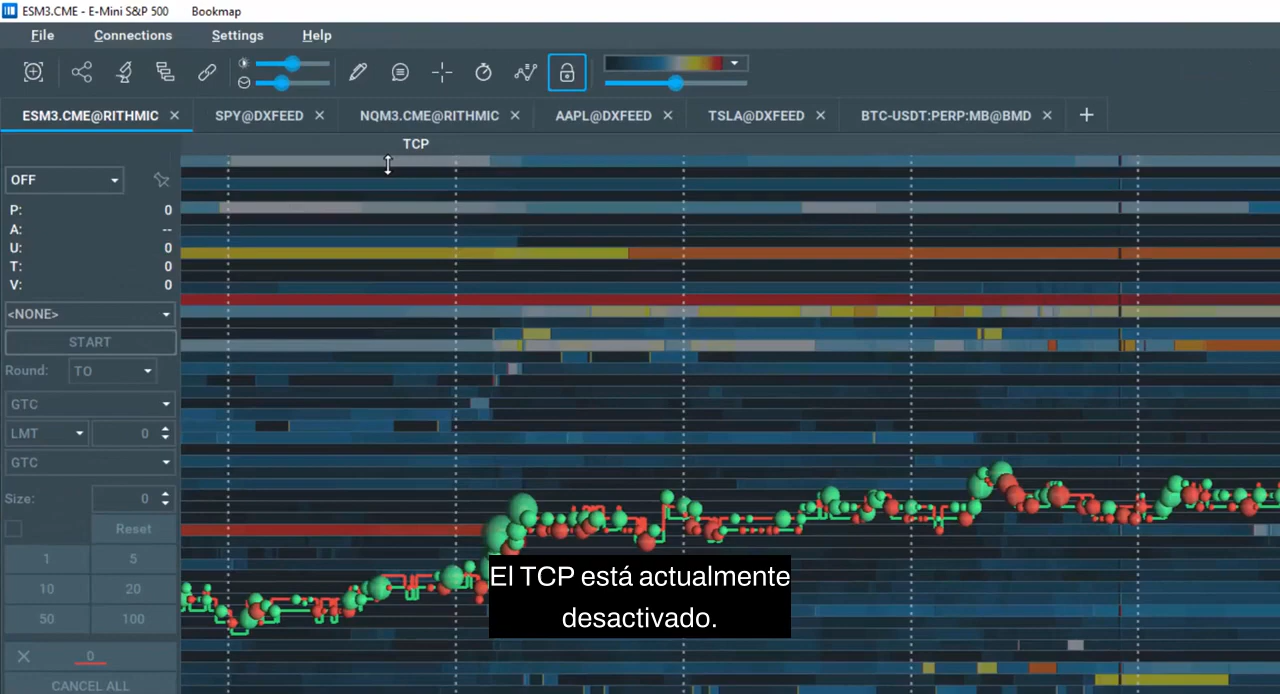 ESM3.CME - E-Mini S&P 500 Bookmap
File Connections Settings Help
ESM3.CME@RITHMIC SPY@DXFEED NQM3.CME@RITHMIC AAPL@DXFEED TSLA@DXFEED BTC-USDT:PERP:MB@BMD
TCP
OFF
P: 0
A: --
U: 0
T: 0
V: 0
<NONE>
START
Round: TO
GTC
LMT 0
GTC
Size: 0
Reset
1 5
10 20
50 100
0
CANCEL ALL
El TCP está actualmente
desactivado.